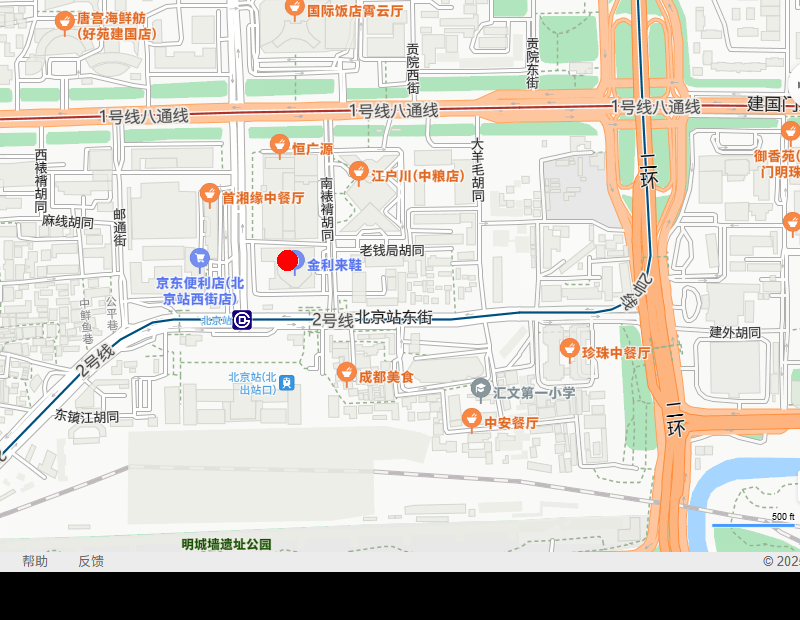 唐宫海鲜舫
(好苑建国店)
国际饭店霄云厅
贡院西街
贡院东街
1号线八通线
1号线八通线
1号线八通线
建国门
恒广源
江户川(中粮店)
御香苑(
门明珠
西裱褙胡同
南裱褙胡同
大羊毛胡同
二环
首湘缘中餐厅
麻线胡同
邮通街
老钱局胡同
金利来鞋
京东便利店(北
京站西街店)
2号线
中鲜鱼巷
公平巷
北京站
2号线
北京站东街
建外胡同
珍珠中餐厅
2号线
北京站(北
出站口)
成都美食
汇文第一小学
东镇江胡同
中安餐厅
二环
500 ft
明城墙遗址公园
帮助
反馈
© 202